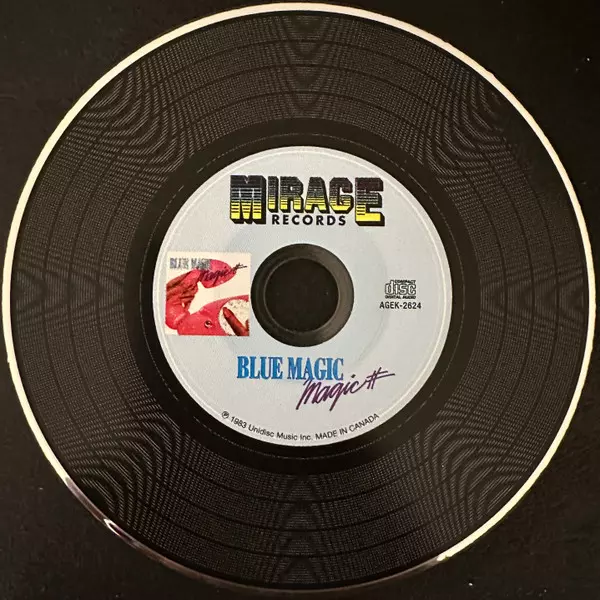 MIRAGE
RECORDS
BLUE MAGIC
Magic#
COMPACT
disc
DIGITAL AUDIO
AGEK-2624
BLUE MAGIC
Magic#
℗ 1983 Unidisc Music Inc. MADE IN CANADA